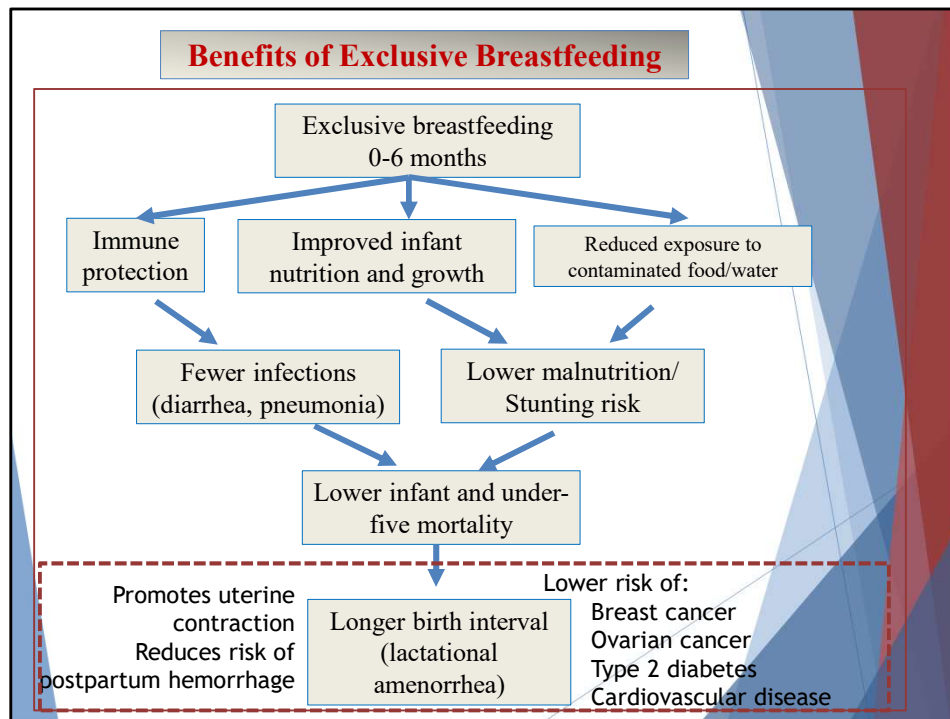 Benefits of Exclusive Breastfeeding
Exclusive breastfeeding
0-6 months
Immune
protection
Improved infant
nutrition and growth
Reduced exposure to
contaminated food/water
Fewer infections
(diarrhea, pneumonia)
Lower malnutrition/
Stunting risk
Lower infant and under-
five mortality
Promotes uterine
contraction
Reduces risk of
postpartum hemorrhage
Longer birth interval
(lactational
amenorrhea)
Lower risk of:
Breast cancer
Ovarian cancer
Type 2 diabetes
Cardiovascular disease